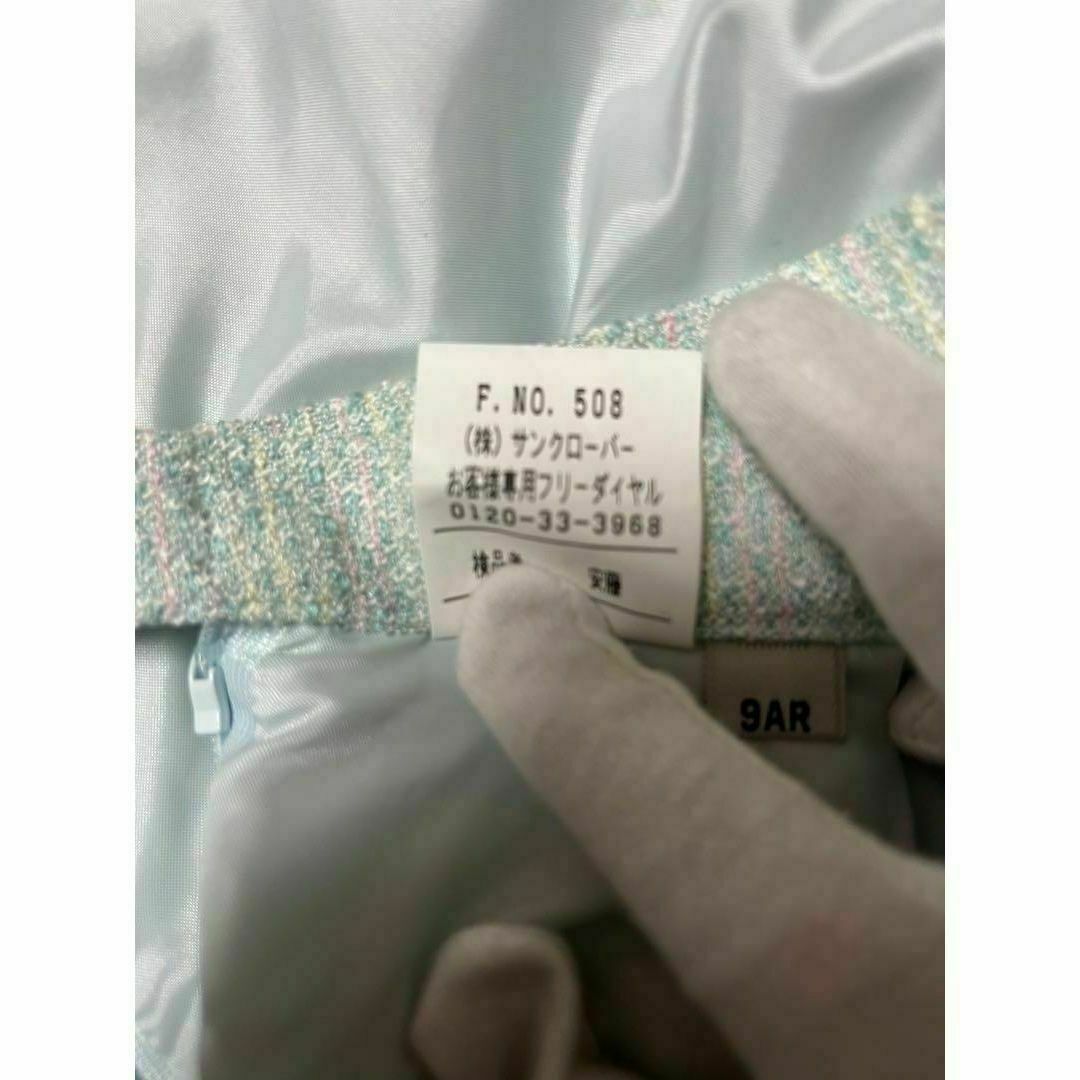 F. NO. 508
(株) サンクローバー
お客様専用フリーダイヤル
0120-33-3968
検品
9AR